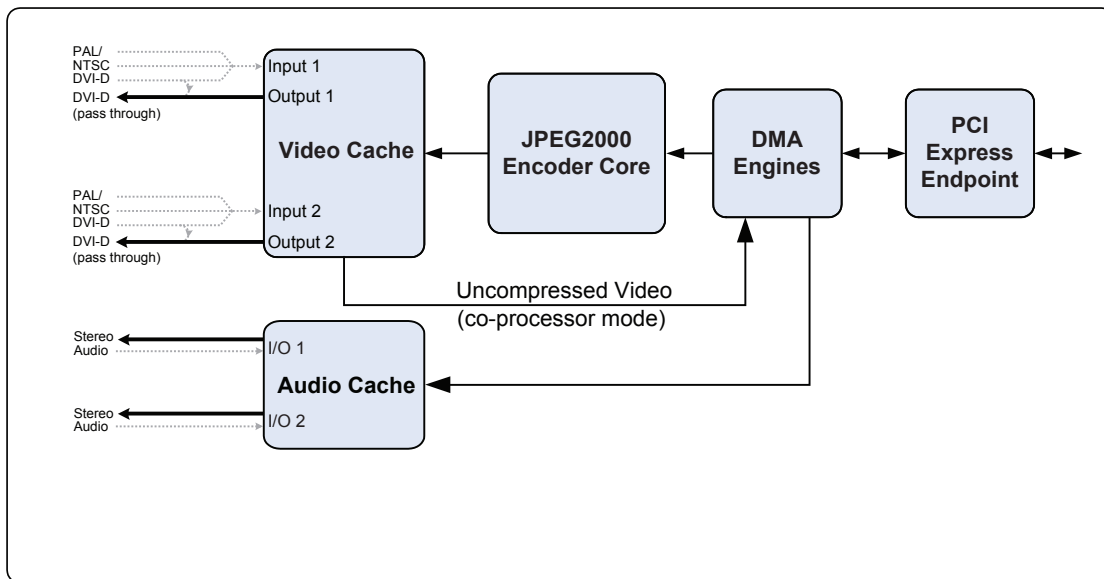 PAL/
NTSC
DVI-D
DVI-D
(pass through)
Input 1
Output 1
Video Cache
PAL/
NTSC
DVI-D
DVI-D
(pass through)
Input 2
Output 2
JPEG2000
Encoder Core
DMA
Engines
PCI
Express
Endpoint
Uncompressed Video
(co-processor mode)
Stereo
Audio
I/O 1
Audio Cache
Stereo
Audio
I/O 2